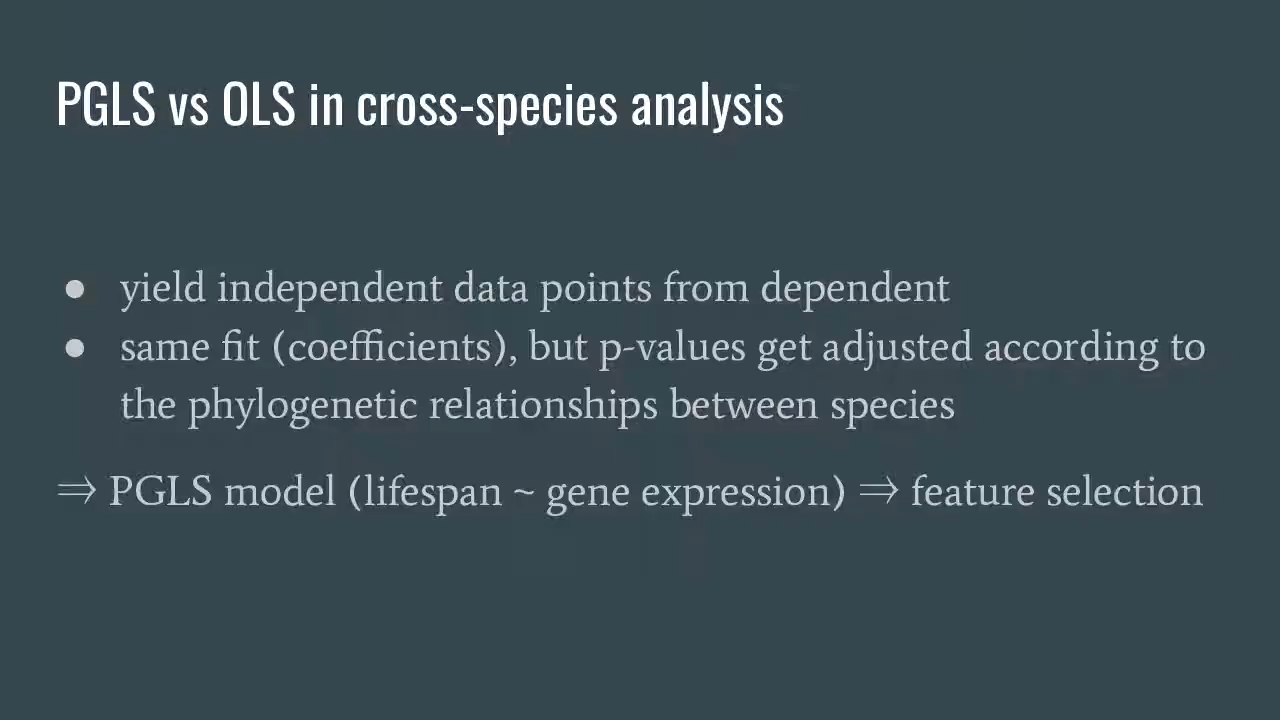 PGLS vs OLS in cross-species analysis
● yield independent data points from dependent
● same fit (coefficients), but p-values get adjusted according to
the phylogenetic relationships between species
⇒ PGLS model (lifespan ~ gene expression) ⇒ feature selection